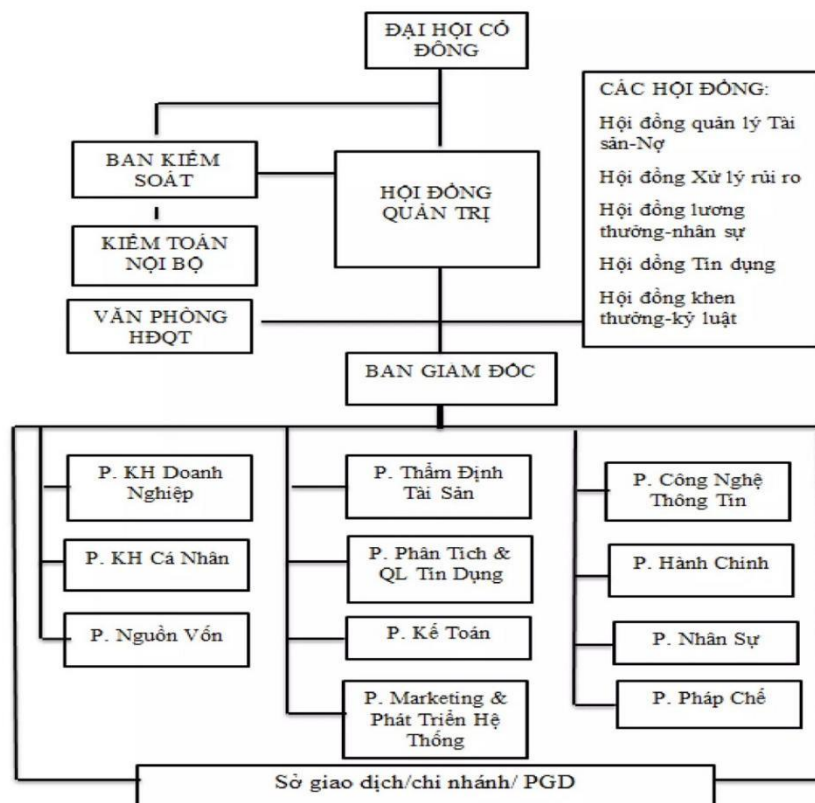 ĐẠI HỘI CỔ
ĐÔNG
CÁC HỘI ĐỒNG:
Hội đồng quản lý Tài
sản-Nợ
Hội đồng Xử lý rủi ro
Hội đồng lương
thưởng-nhân sự
Hội đồng Tín dụng
Hội đồng khen
thưởng-kỷ luật
BAN KIỂM
SOÁT
HỘI ĐỒNG
QUẢN TRỊ
KIỂM TOÁN
NỘI BỘ
VĂN PHÒNG
HĐQT
BAN GIÁM ĐỐC
P. KH Doanh
Nghiệp
P. KH Cá Nhân
P. Nguồn Vốn
P. Thẩm Định
Tài Sản
P. Phân Tích &
QL Tín Dụng
P. Kế Toán
P. Marketing &
Phát Triển Hệ
Thống
P. Công Nghệ
Thông Tin
P. Hành Chính
P. Nhân Sự
P. Pháp Chế
Sở giao dịch/chi nhánh/ PGD